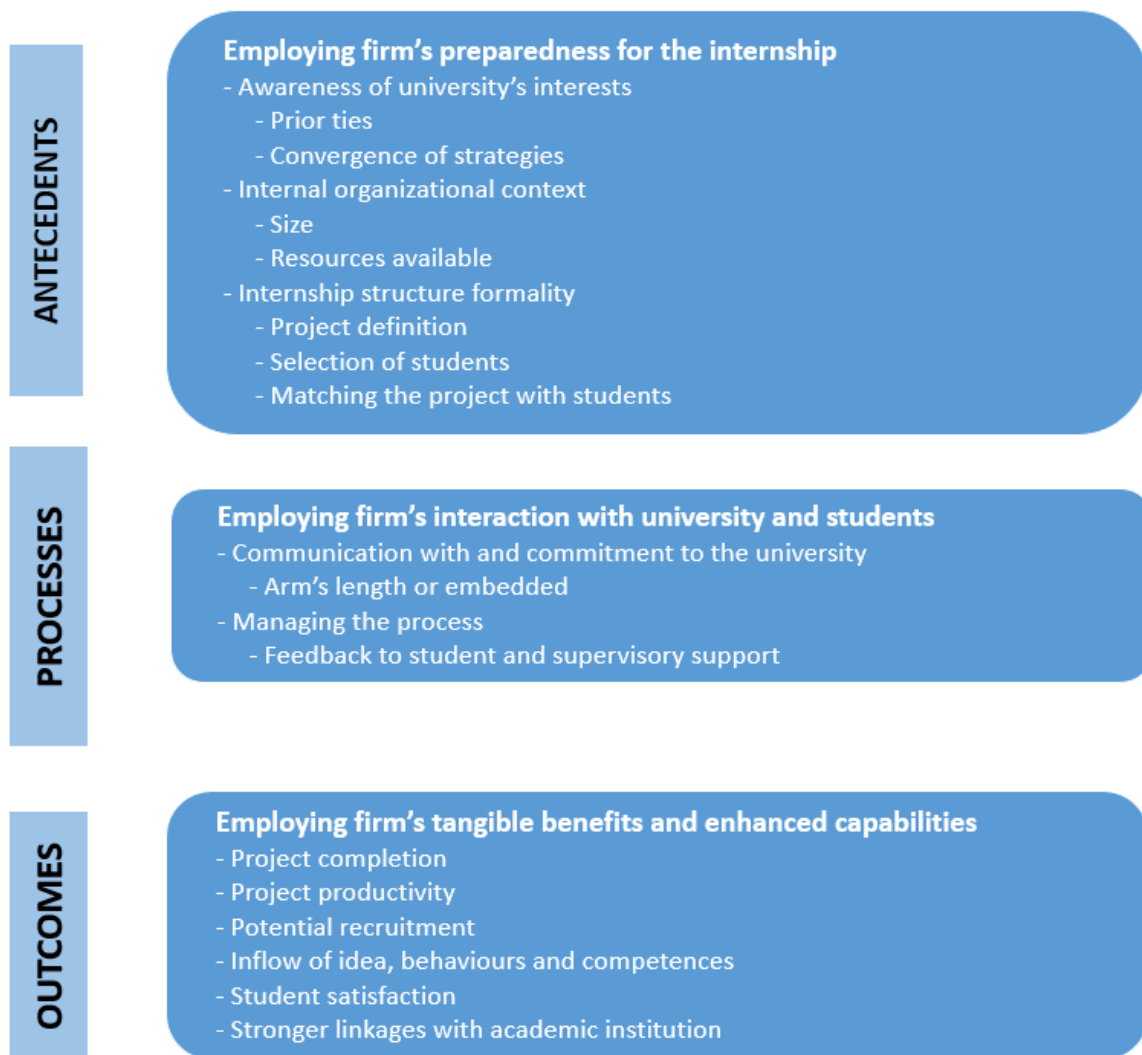 ANTECEDENTS
Employing firm’s preparedness for the internship
- Awareness of university’s interests
- Prior ties
- Convergence of strategies
- Internal organizational context
- Size
- Resources available
- Internship structure formality
- Project definition
- Selection of students
- Matching the project with students
PROCESSES
Employing firm’s interaction with university and students
- Communication with and commitment to the university
- Arm’s length or embedded
- Managing the process
- Feedback to student and supervisory support
OUTCOMES
Employing firm’s tangible benefits and enhanced capabilities
- Project completion
- Project productivity
- Potential recruitment
- Inflow of idea, behaviours and competences
- Student satisfaction
- Stronger linkages with academic institution